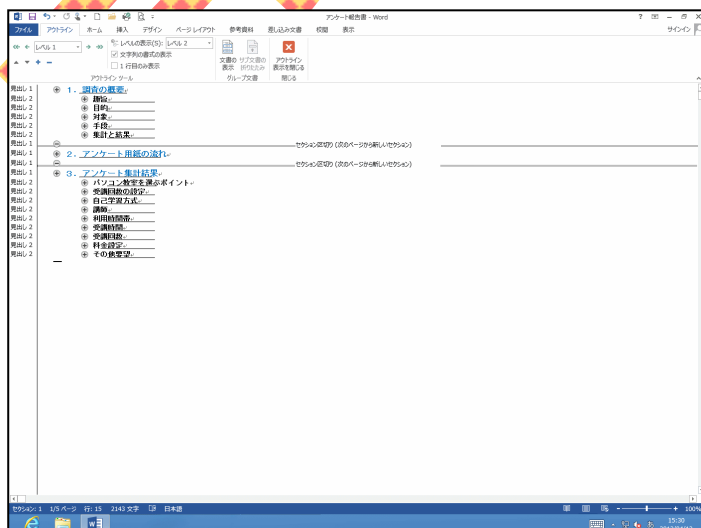 アンケート報告書 - Word
サインイン
ファイル アウトライン ホーム 挿入 デザイン ページレイアウト 参考資料 差し込み文書 校閲 表示
レベル 1
レベルの表示(S): レベル 2
文字列の書式の表示
1 行目のみ表示
文書の表示
サブ文書の折りたたみ
アウトライン表示を閉じる
アウトライン ツール グループ文書 閉じる
見出し 1 1. 調査の概要
見出し 2 趣旨
見出し 2 目的
見出し 2 対象
見出し 2 手段
見出し 2 集計と結果
見出し 1 セクション区切り (次のページから新しいセクション)
見出し 1 2. アンケート用紙の流れ
見出し 1 セクション区切り (次のページから新しいセクション)
見出し 1 3. アンケート集計結果
見出し 2 パソコン教室を選ぶポイント
見出し 2 受講回数の設定
見出し 2 自己学習方式
見出し 2 講師
見出し 2 利用時間帯
見出し 2 受講時間
見出し 2 受講回数
見出し 2 料金設定
見出し 2 その他要望
セクション: 1 1/5 ページ 行: 15 2143 文字 日本語
100%
15:30